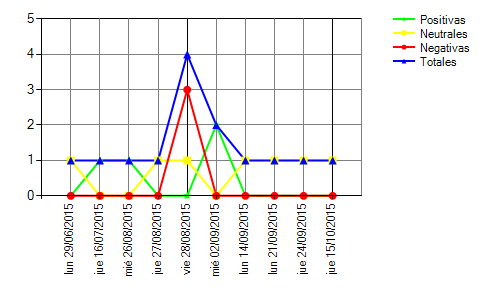 5
4
3
2
1
0
Positivas
Neutrales
Negativas
Totales
lun 29/06/2015
jue 16/07/2015
mié 26/08/2015
jue 27/08/2015
vie 28/08/2015
mié 02/09/2015
lun 14/09/2015
lun 21/09/2015
jue 24/09/2015
jue 15/10/2015